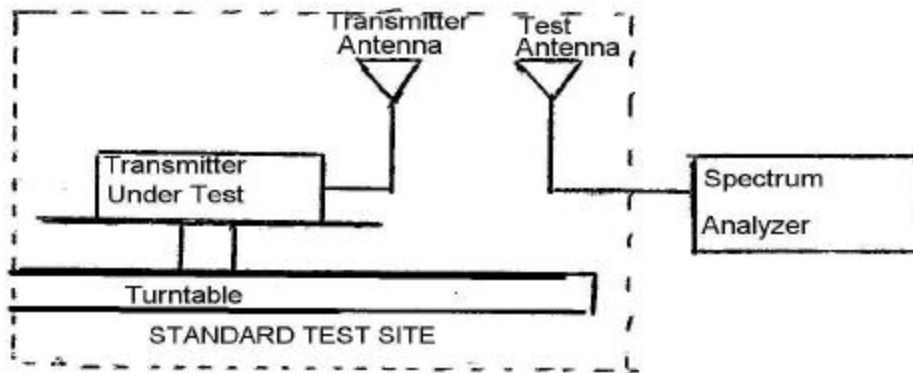 Transmitter
Antenna
Test
Antenna
Transmitter
Under Test
Spectrum
Analyzer
Turntable
STANDARD TEST SITE